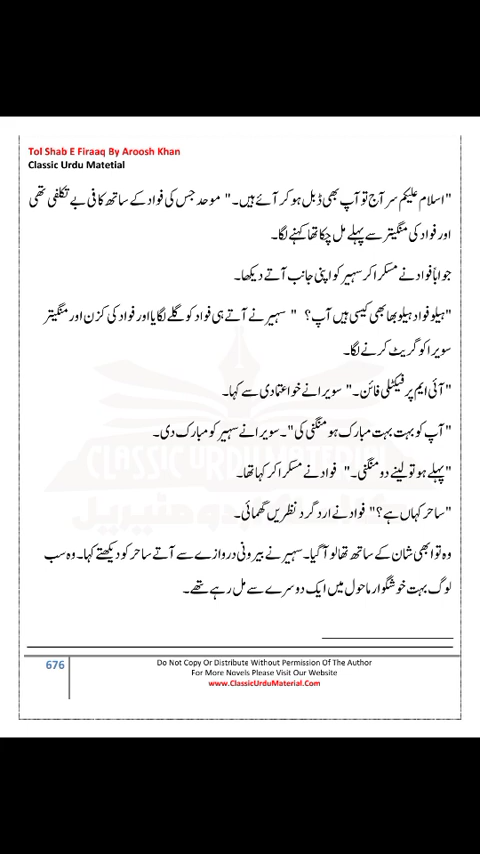 Tol Shab E Firaaq By Aroosh Khan
Classic Urdu Matetial
"اسلام علیکم سر آج تو آپ بھی ڈبل ہو کر آئے ہیں۔" موحد جس کی فواد کے ساتھ کافی بے تکلفی تھی
اور فواد کی منگیتر سے پہلے مل چکا تھا کہنے لگا۔
جواباً فواد نے مسکرا کر سہیر کو اپنی جانب آتے دیکھا۔
"ہیلو فواد ہیلو بھابھی کیسی ہیں آپ؟ " سہیر نے آتے ہی فواد کو گلے لگایا اور فواد کی کزن اور منگیتر
سویرا کو گریٹ کرنے لگا۔
"آئی ایم پرفیکٹلی فائن۔" سویرا نے خود اعتمادی سے کہا۔
"آپ کو بہت بہت مبارک ہو منگنی کی"۔ سویرا نے سہیر کو مبارک دی۔
"پہلے ہو تو لینے دو منگنی۔" فواد نے مسکرا کر کہا تھا۔
"ساحر کہاں ہے؟" فواد نے ارد گرد نظریں گھمائی۔
وہ تو ابھی شان کے ساتھ تھا لو آگیا۔ سہیر نے بیرونی دروازے سے آتے ساحر کو دیکھتے کہا۔ وہ سب
لوگ بہت خوشگوار ماحول میں ایک دوسرے سے مل رہے تھے۔
CLASSIC URDU MATERIAL
کلاسک اردو میٹیریل
676
Do Not Copy Or Distribute Without Permission Of The Author
For More Novels Please Visit Our Website
www.ClassicUrduMaterial.Com